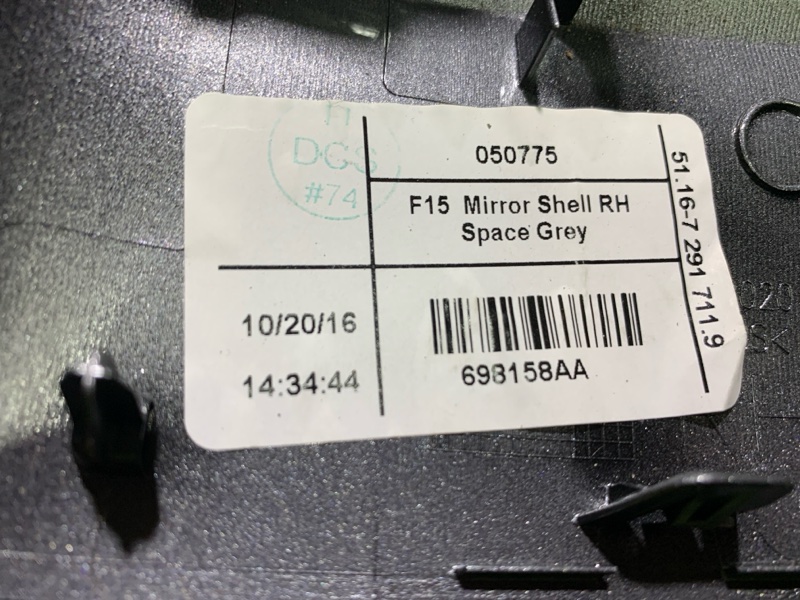 DGS
#74
050775
F15 Mirror Shell RH
Space Grey
51.16-7 291 711.9
10/20/16
14:34:44
698158AA